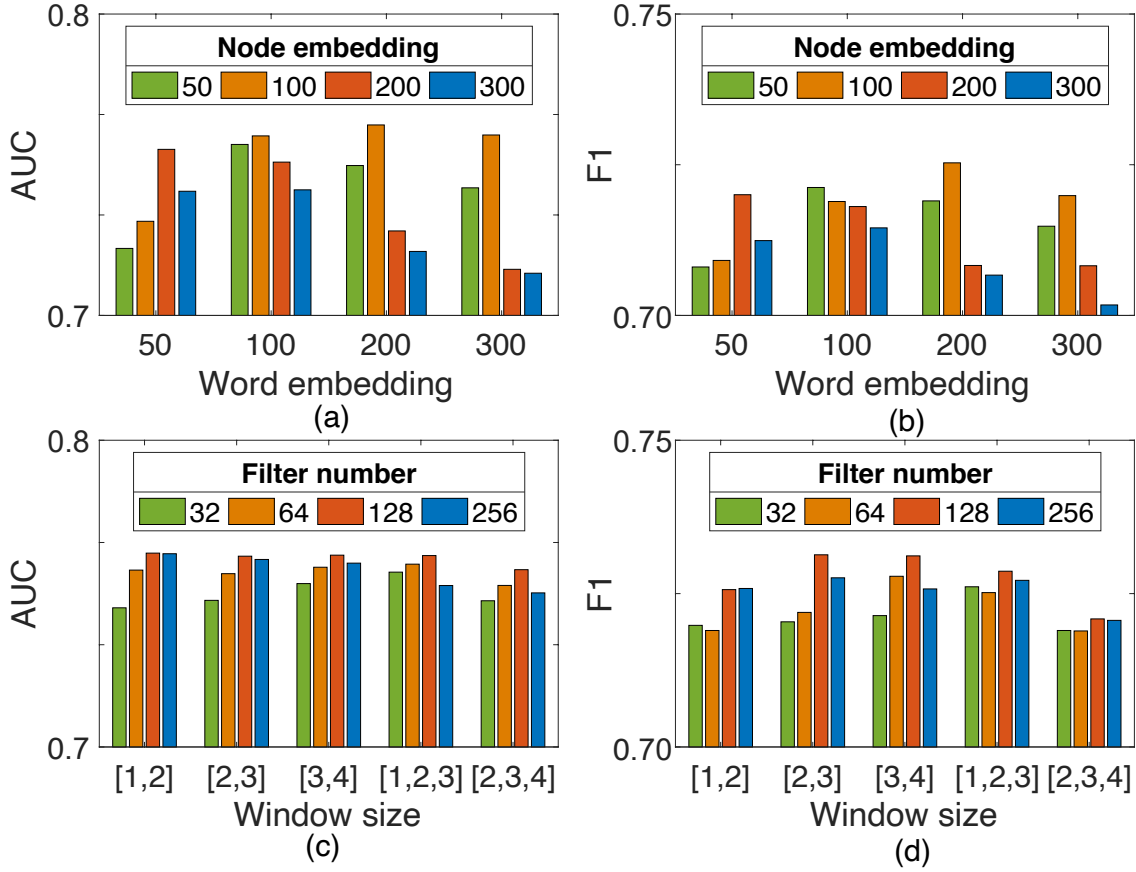 0.8
Node embedding
50 100 200 300
AUC
0.7
50 100 200 300
Word embedding
(a)
0.75
Node embedding
50 100 200 300
F1
0.70
50 100 200 300
Word embedding
(b)
0.8
Filter number
32 64 128 256
AUC
0.7
[1,2] [2,3] [3,4] [1,2,3] [2,3,4]
Window size
(c)
0.75
Filter number
32 64 128 256
F1
0.70
[1,2] [2,3] [3,4] [1,2,3] [2,3,4]
Window size
(d)